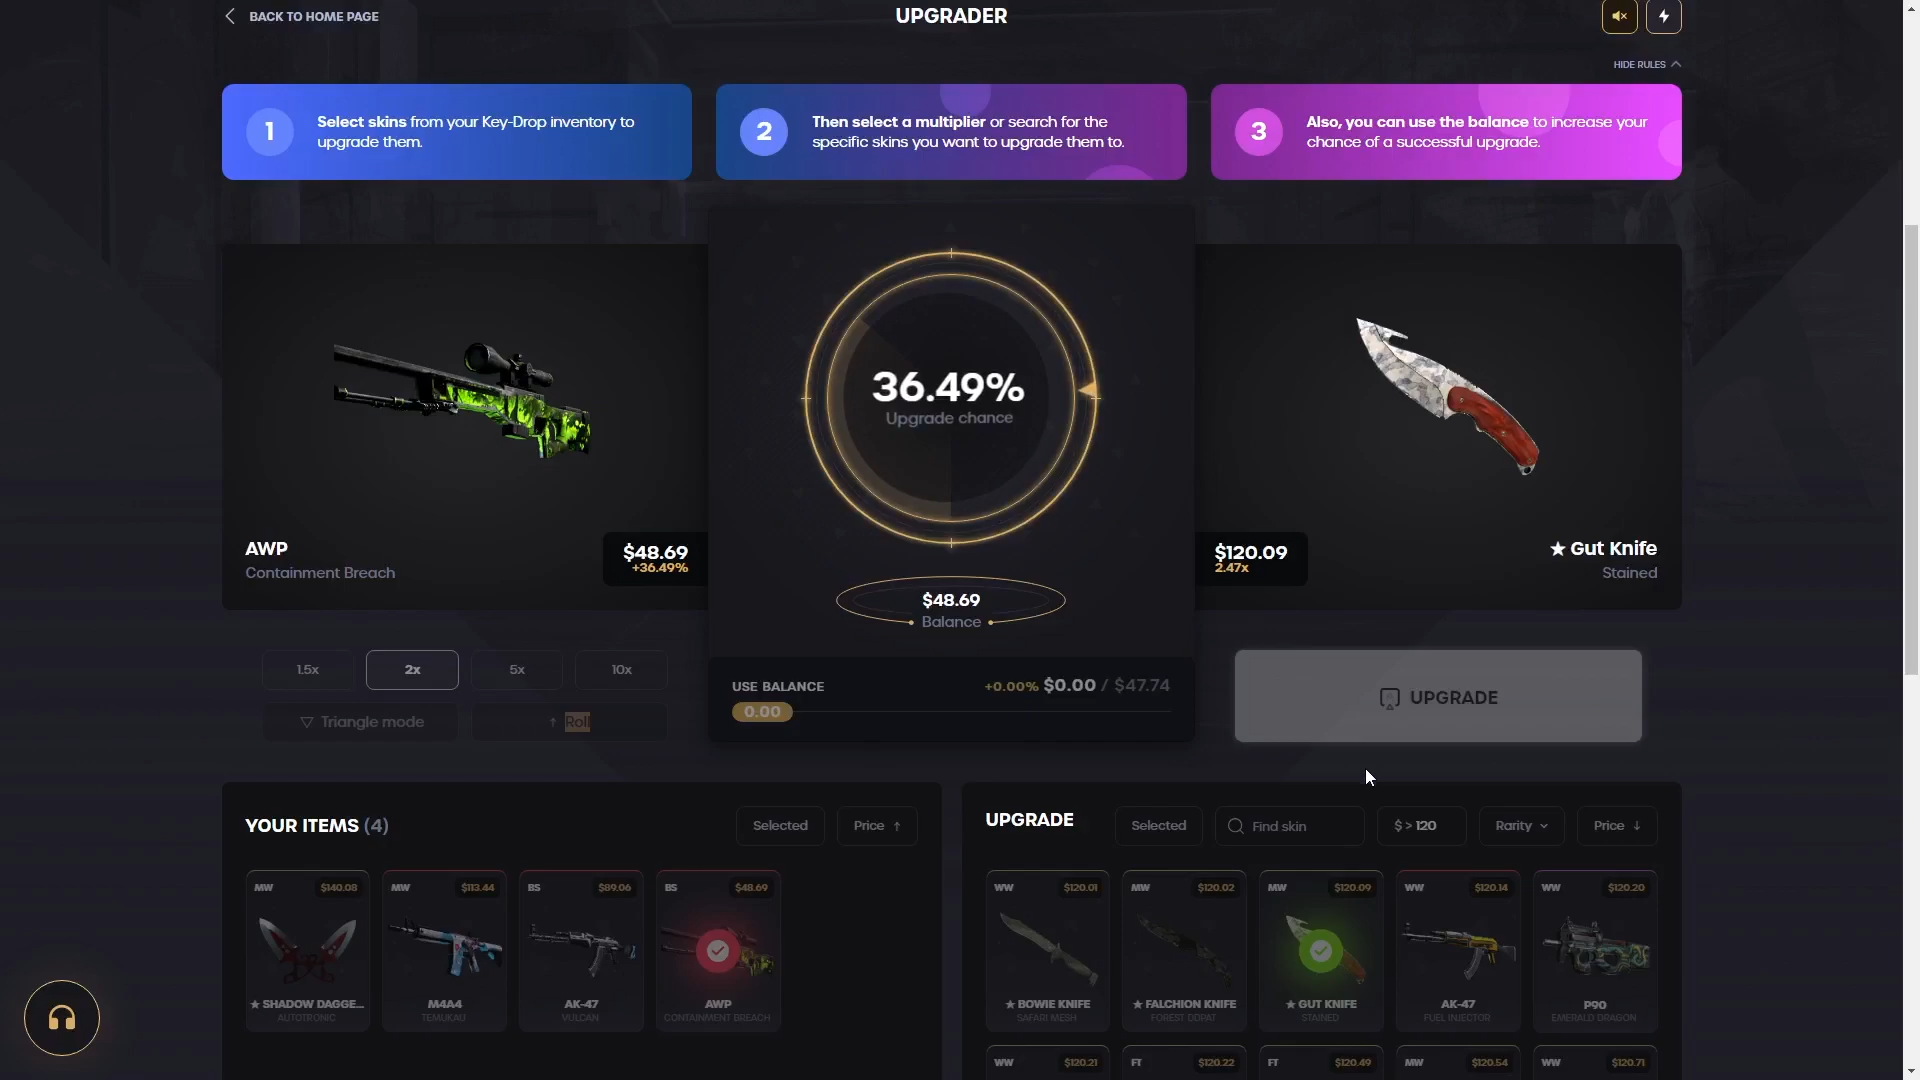 BACK TO HOME PAGE
UPGRADER
HIDE RULES
1
Select skins from your Key-Drop inventory to
upgrade them.
2
Then select a multiplier or search for the
specific skins you want to upgrade them to.
3
Also, you can use the balance to increase your
chance of a successful upgrade.
36.49%
Upgrade chance
AWP
Containment Breach
$48.69
+36.49%
$120.09
2.47x
★ Gut Knife
Stained
$48.69
Balance
1.5x
2x
5x
10x
Triangle mode
↑ Roll
USE BALANCE
+0.00% $0.00 / $47.74
0.00
UPGRADE
YOUR ITEMS (4)
Selected
Price ↑
MW $140.08
★ SHADOW DAGGE...
AUTOTRONIC
MW $113.44
M4A4
TEMUKAU
BS $89.06
AK-47
VULCAN
BS $48.69
AWP
CONTAINMENT BREACH
UPGRADE
Selected
Find skin
$ > 120
Rarity
Price ↓
WW $120.01
★ BOWIE KNIFE
SAFARI MESH
MW $120.02
★ FALCHION KNIFE
FOREST DDPAT
MW $120.09
★ GUT KNIFE
STAINED
WW $120.14
AK-47
FUEL INJECTOR
WW $120.20
P90
EMERALD DRAGON
WW $120.21
FT $120.22
FT $120.49
MW $120.54
WW $120.71